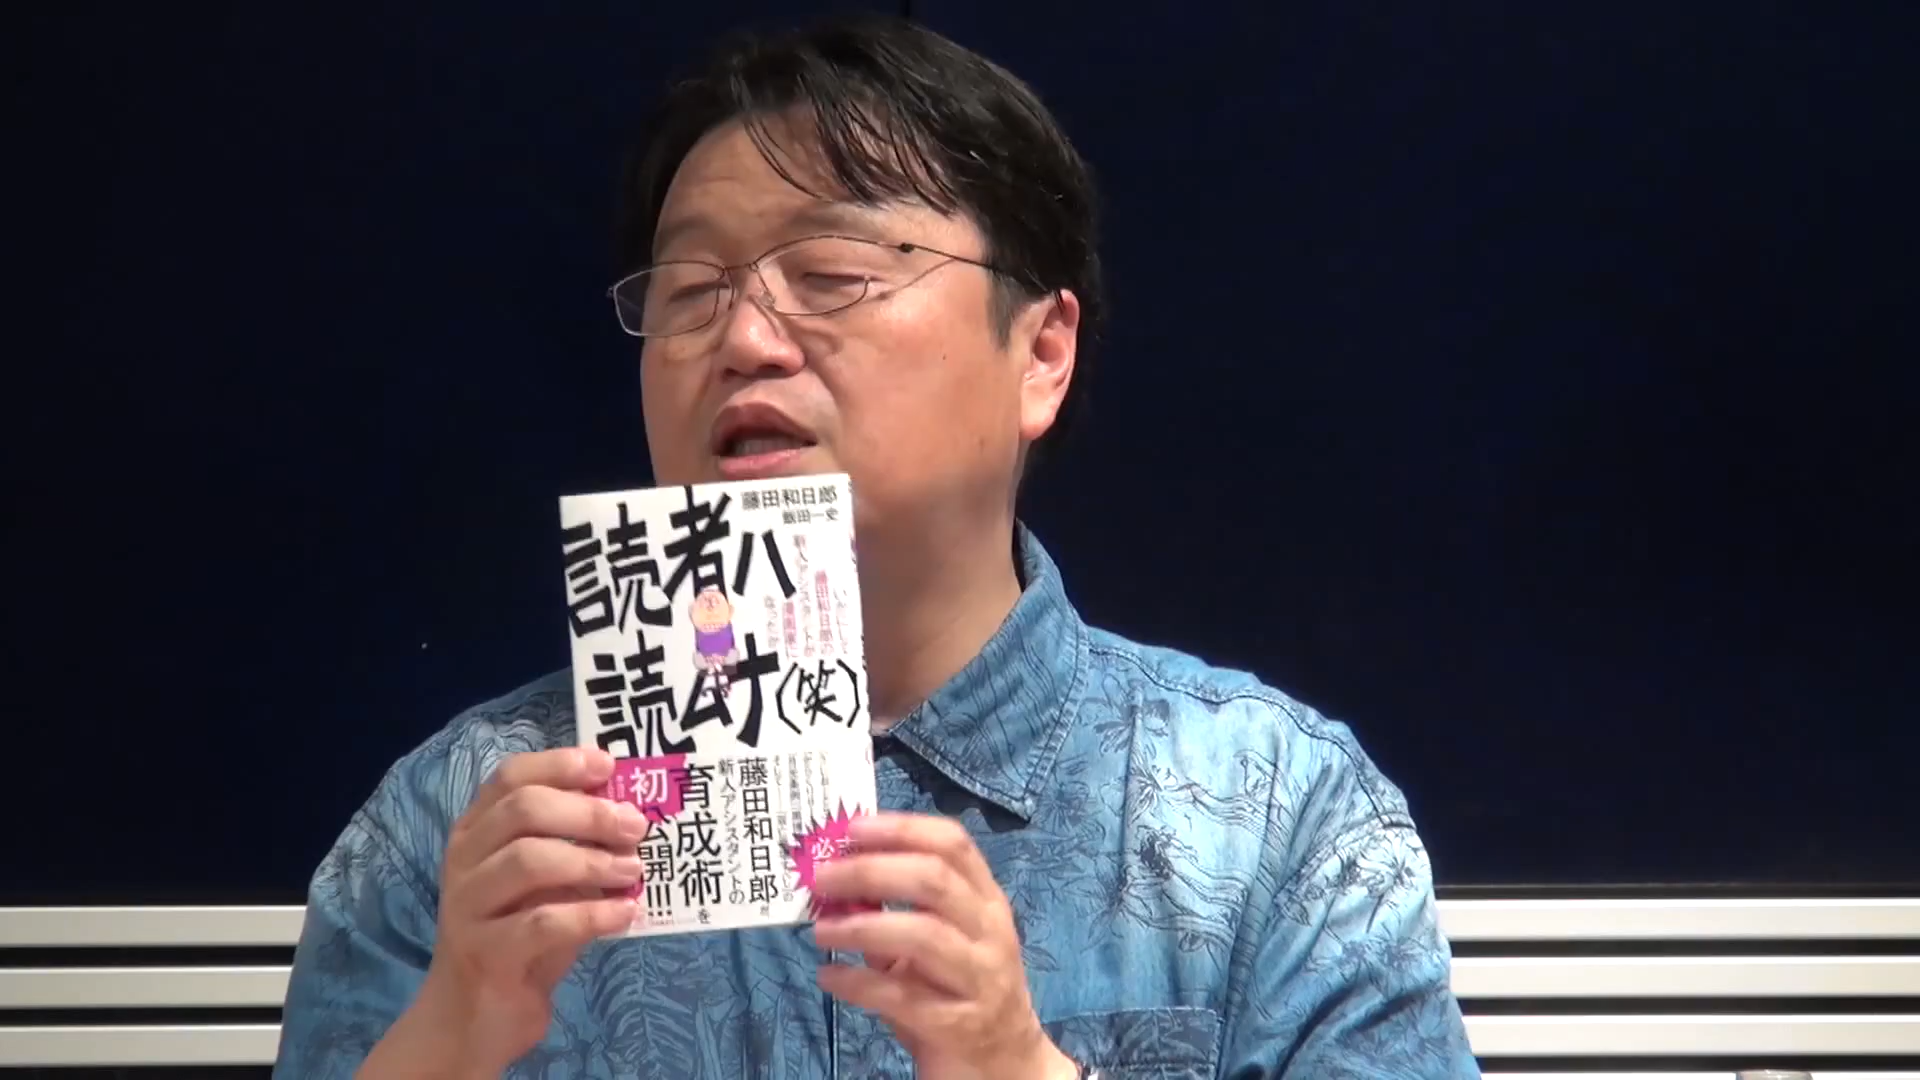 藤田和日郎
飯田一史
読者ハ
読ムナ(笑)
いかにして
藤田和日郎の
新人アシスタントが
漫画家に
なったか
藤田和日郎が、
新人アシスタントの
育成術を
初公開!!!